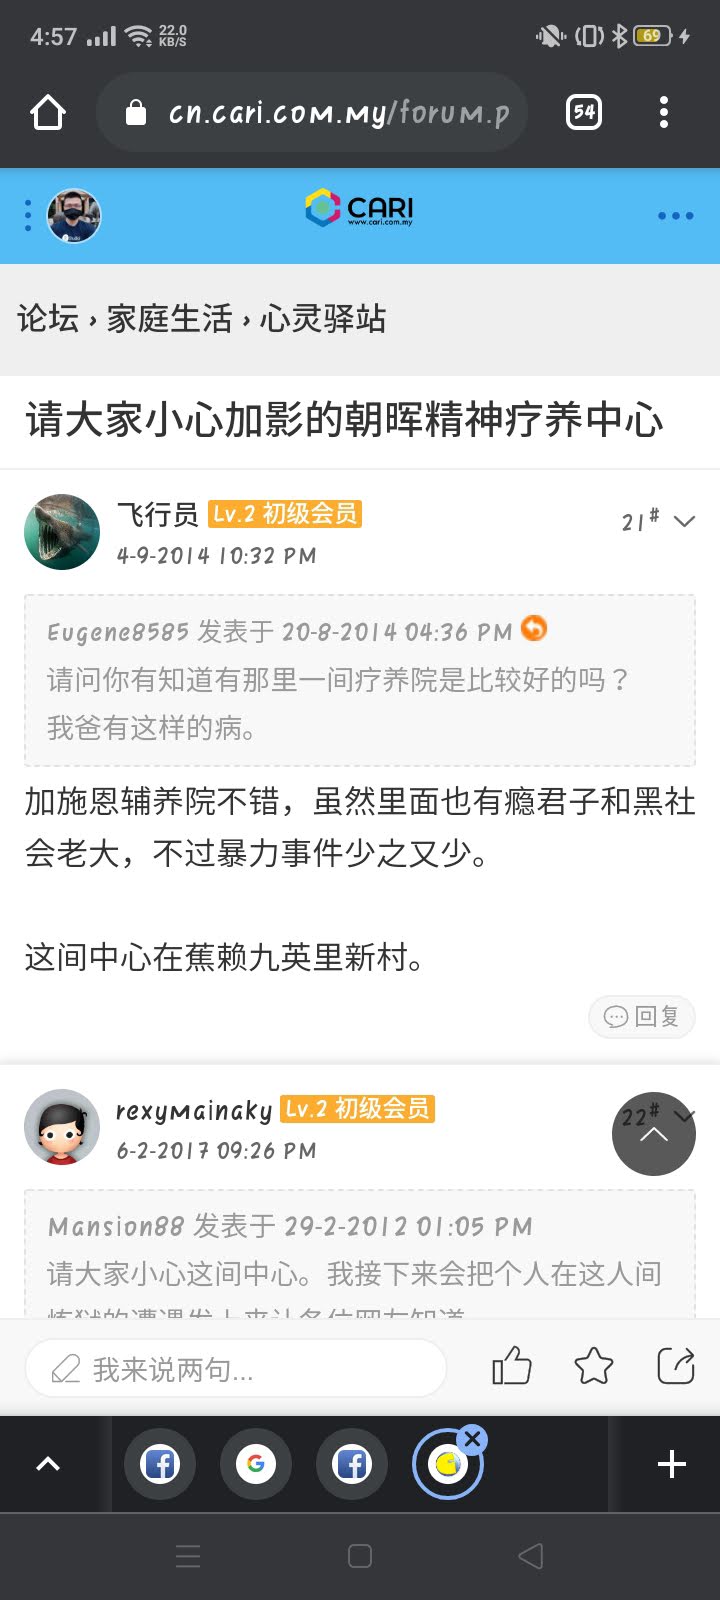 4:57 22.0 KB/S 69
cn.cari.com.my/forum.p 54
CARI
www.cari.com.my
论坛 › 家庭生活 › 心灵驿站
请大家小心加影的朝晖精神疗养中心
飞行员 Lv.2 初级会员 21#
4-9-2014 10:32 PM
Eugene8585 发表于 20-8-2014 04:36 PM
请问你有知道有那里一间疗养院是比较好的吗？
我爸有这样的病。
加施恩辅养院不错，虽然里面也有瘾君子和黑社
会老大，不过暴力事件少之又少。
这间中心在蕉赖九英里新村。
回复
rexymainaky Lv.2 初级会员 22#
6-2-2017 09:26 PM
Mansion88 发表于 29-2-2012 01:05 PM
请大家小心这间中心。我接下来会把个人在这人间
我来说两句...